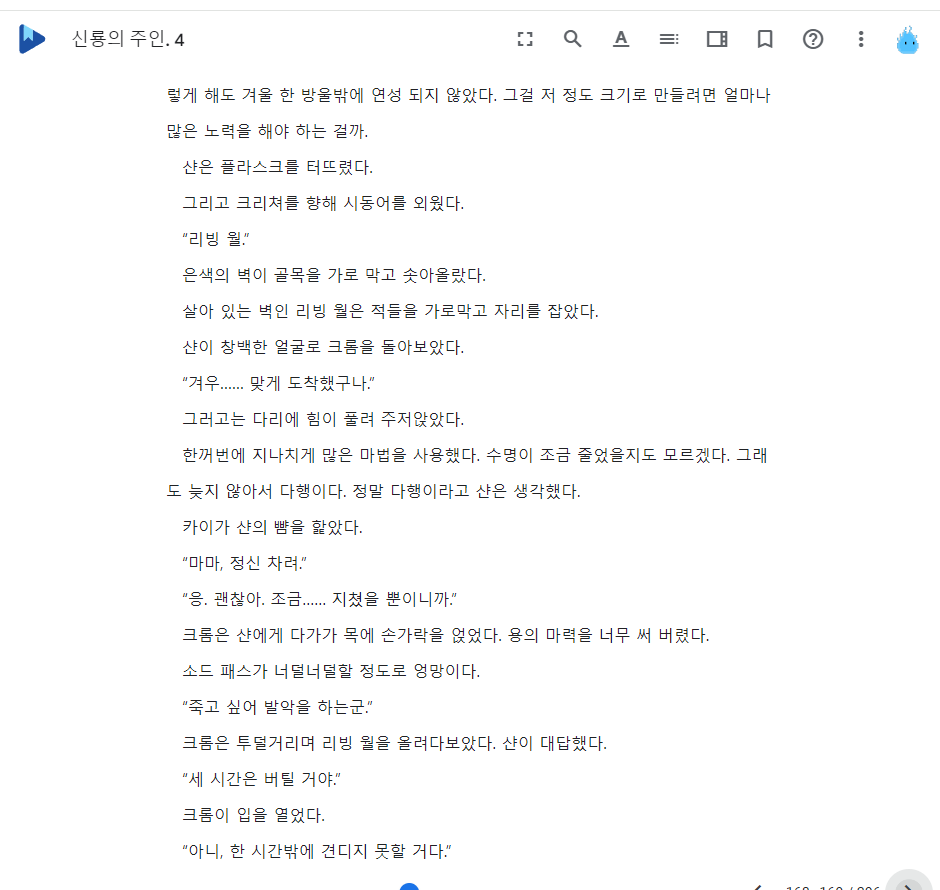 신룡의 주인. 4
렇게 해도 겨울 한 방울밖에 연성 되지 않았다. 그걸 저 정도 크기로 만들려면 얼마나
많은 노력을 해야 하는 걸까.
샨은 플라스크를 터뜨렸다.
그리고 크리쳐를 향해 시동어를 외웠다.
“리빙 월.”
은색의 벽이 골목을 가로 막고 솟아올랐다.
살아 있는 벽인 리빙 월은 적들을 가로막고 자리를 잡았다.
샨이 창백한 얼굴로 크롬을 돌아보았다.
“겨우...... 맞게 도착했구나.”
그러고는 다리에 힘이 풀려 주저앉았다.
한꺼번에 지나치게 많은 마법을 사용했다. 수명이 조금 줄었을지도 모르겠다. 그래
도 늦지 않아서 다행이다. 정말 다행이라고 샨은 생각했다.
카이가 샨의 뺨을 핥았다.
“마마, 정신 차려.”
“응. 괜찮아. 조금...... 지쳤을 뿐이니까.”
크롬은 샨에게 다가가 목에 손가락을 얹었다. 용의 마력을 너무 써 버렸다.
소드 패스가 너덜너덜할 정도로 엉망이다.
“죽고 싶어 발악을 하는군.”
크롬은 투덜거리며 리빙 월을 올려다보았다. 샨이 대답했다.
“세 시간은 버틸 거야.”
크롬이 입을 열었다.
“아니, 한 시간밖에 견디지 못할 거다.”